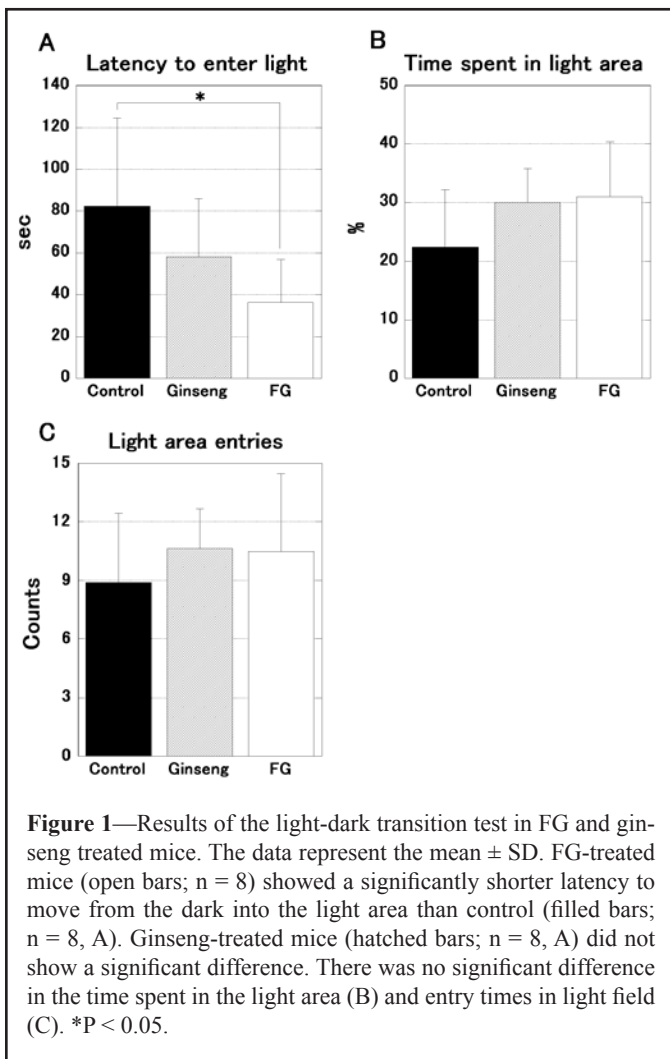 A
Latency to enter light
140
120
100
80
60
40
20
0
sec
*
Control Ginseng FG
B
Time spent in light area
50
40
30
20
10
0
%
Control Ginseng FG
C
Light area entries
15
12
9
6
3
0
Counts
Control Ginseng FG
Figure 1—Results of the light-dark transition test in FG and gin-
seng treated mice. The data represent the mean ± SD. FG-treated
mice (open bars; n = 8) showed a significantly shorter latency to
move from the dark into the light area than control (filled bars;
n = 8, A). Ginseng-treated mice (hatched bars; n = 8, A) did not
show a significant difference. There was no significant difference
in the time spent in the light area (B) and entry times in light field
(C). *P < 0.05.